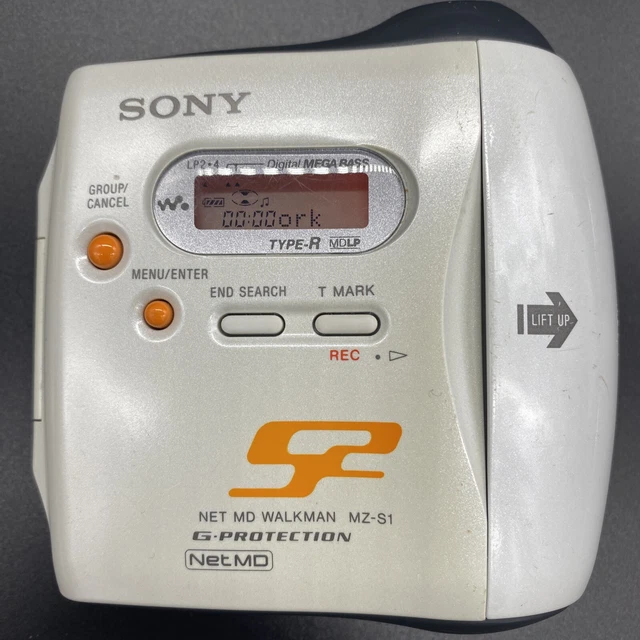 SONY
LP2•4 Digital MEGA BASS
00:00ork
TYPE-R MDLP
GROUP/
CANCEL
MENU/ENTER
END SEARCH T MARK
REC
LIFT UP
S2
NET MD WALKMAN MZ-S1
G-PROTECTION
NetMD